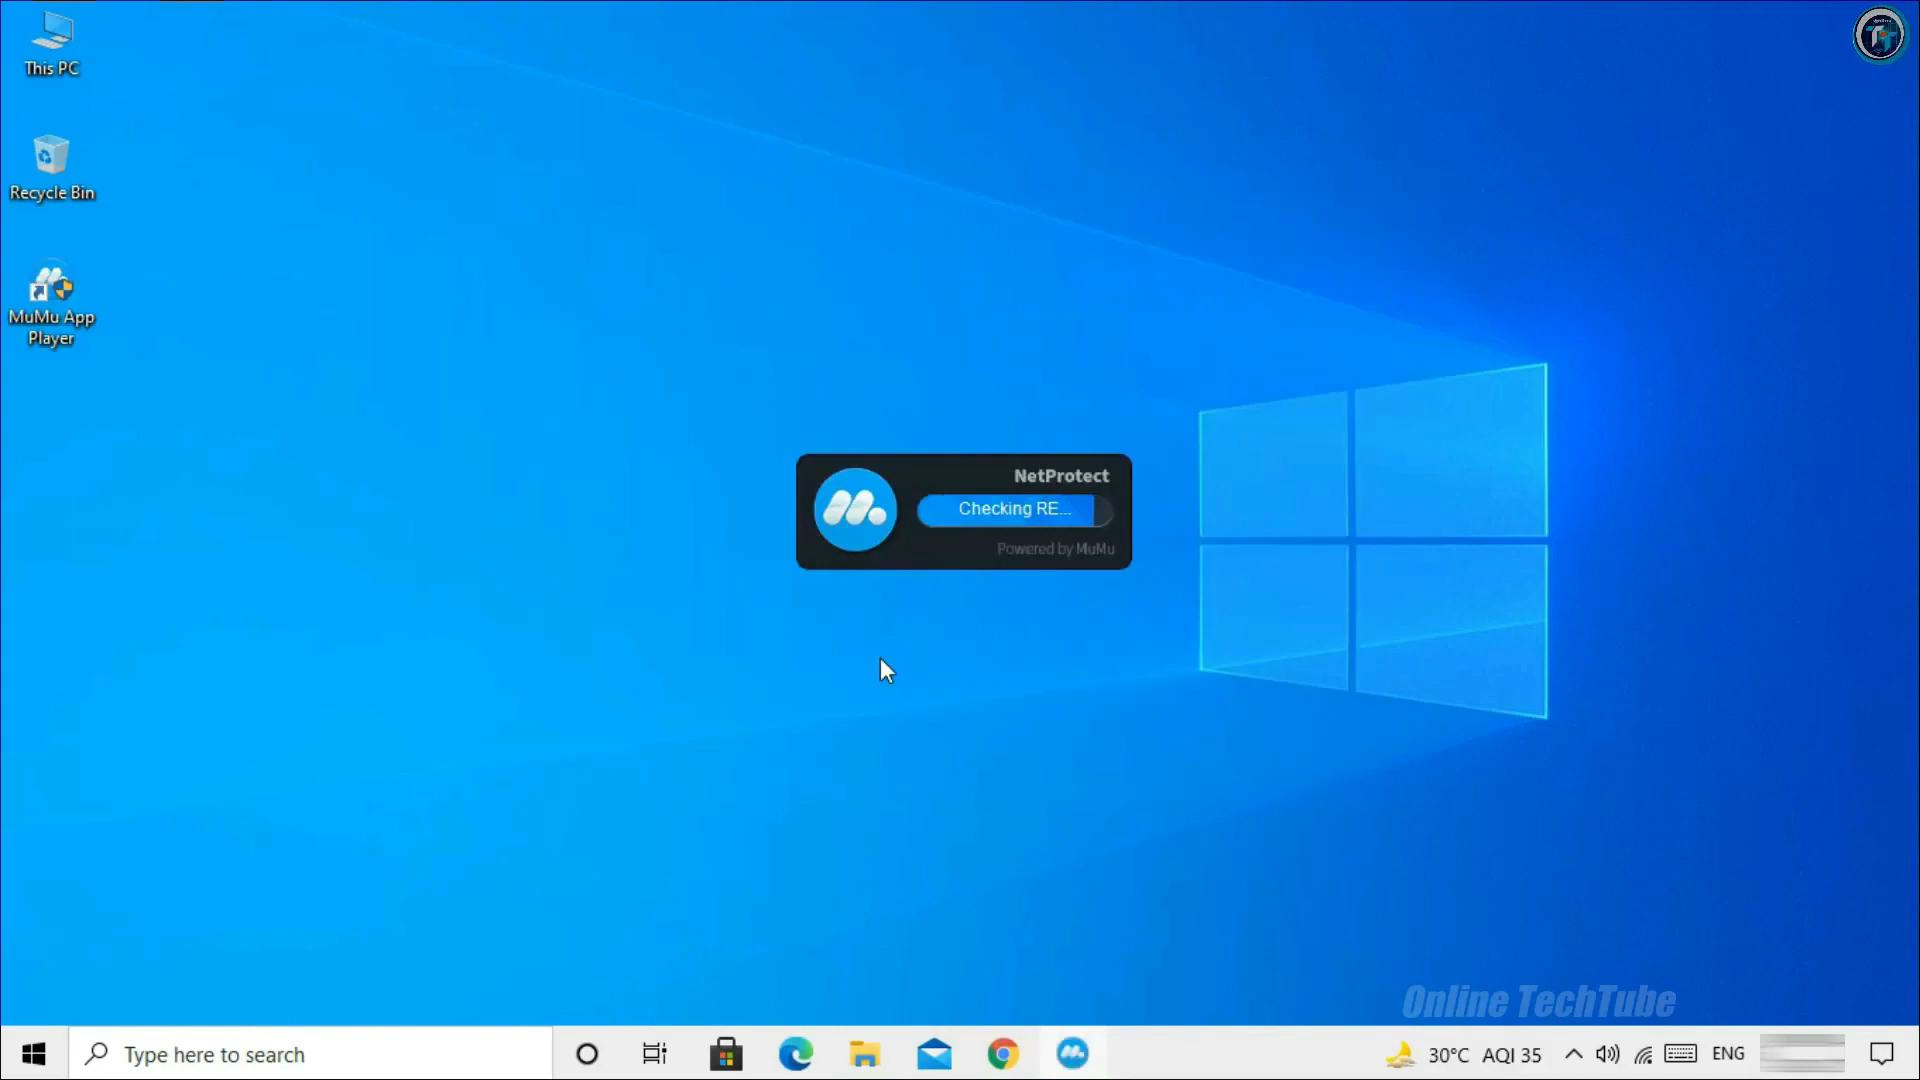 This PC
Recycle Bin
MuMu App
Player
NetProtect
Checking RE...
Powered by MuMu
Online TechTube
Type here to search
30°C AQI 35
ENG